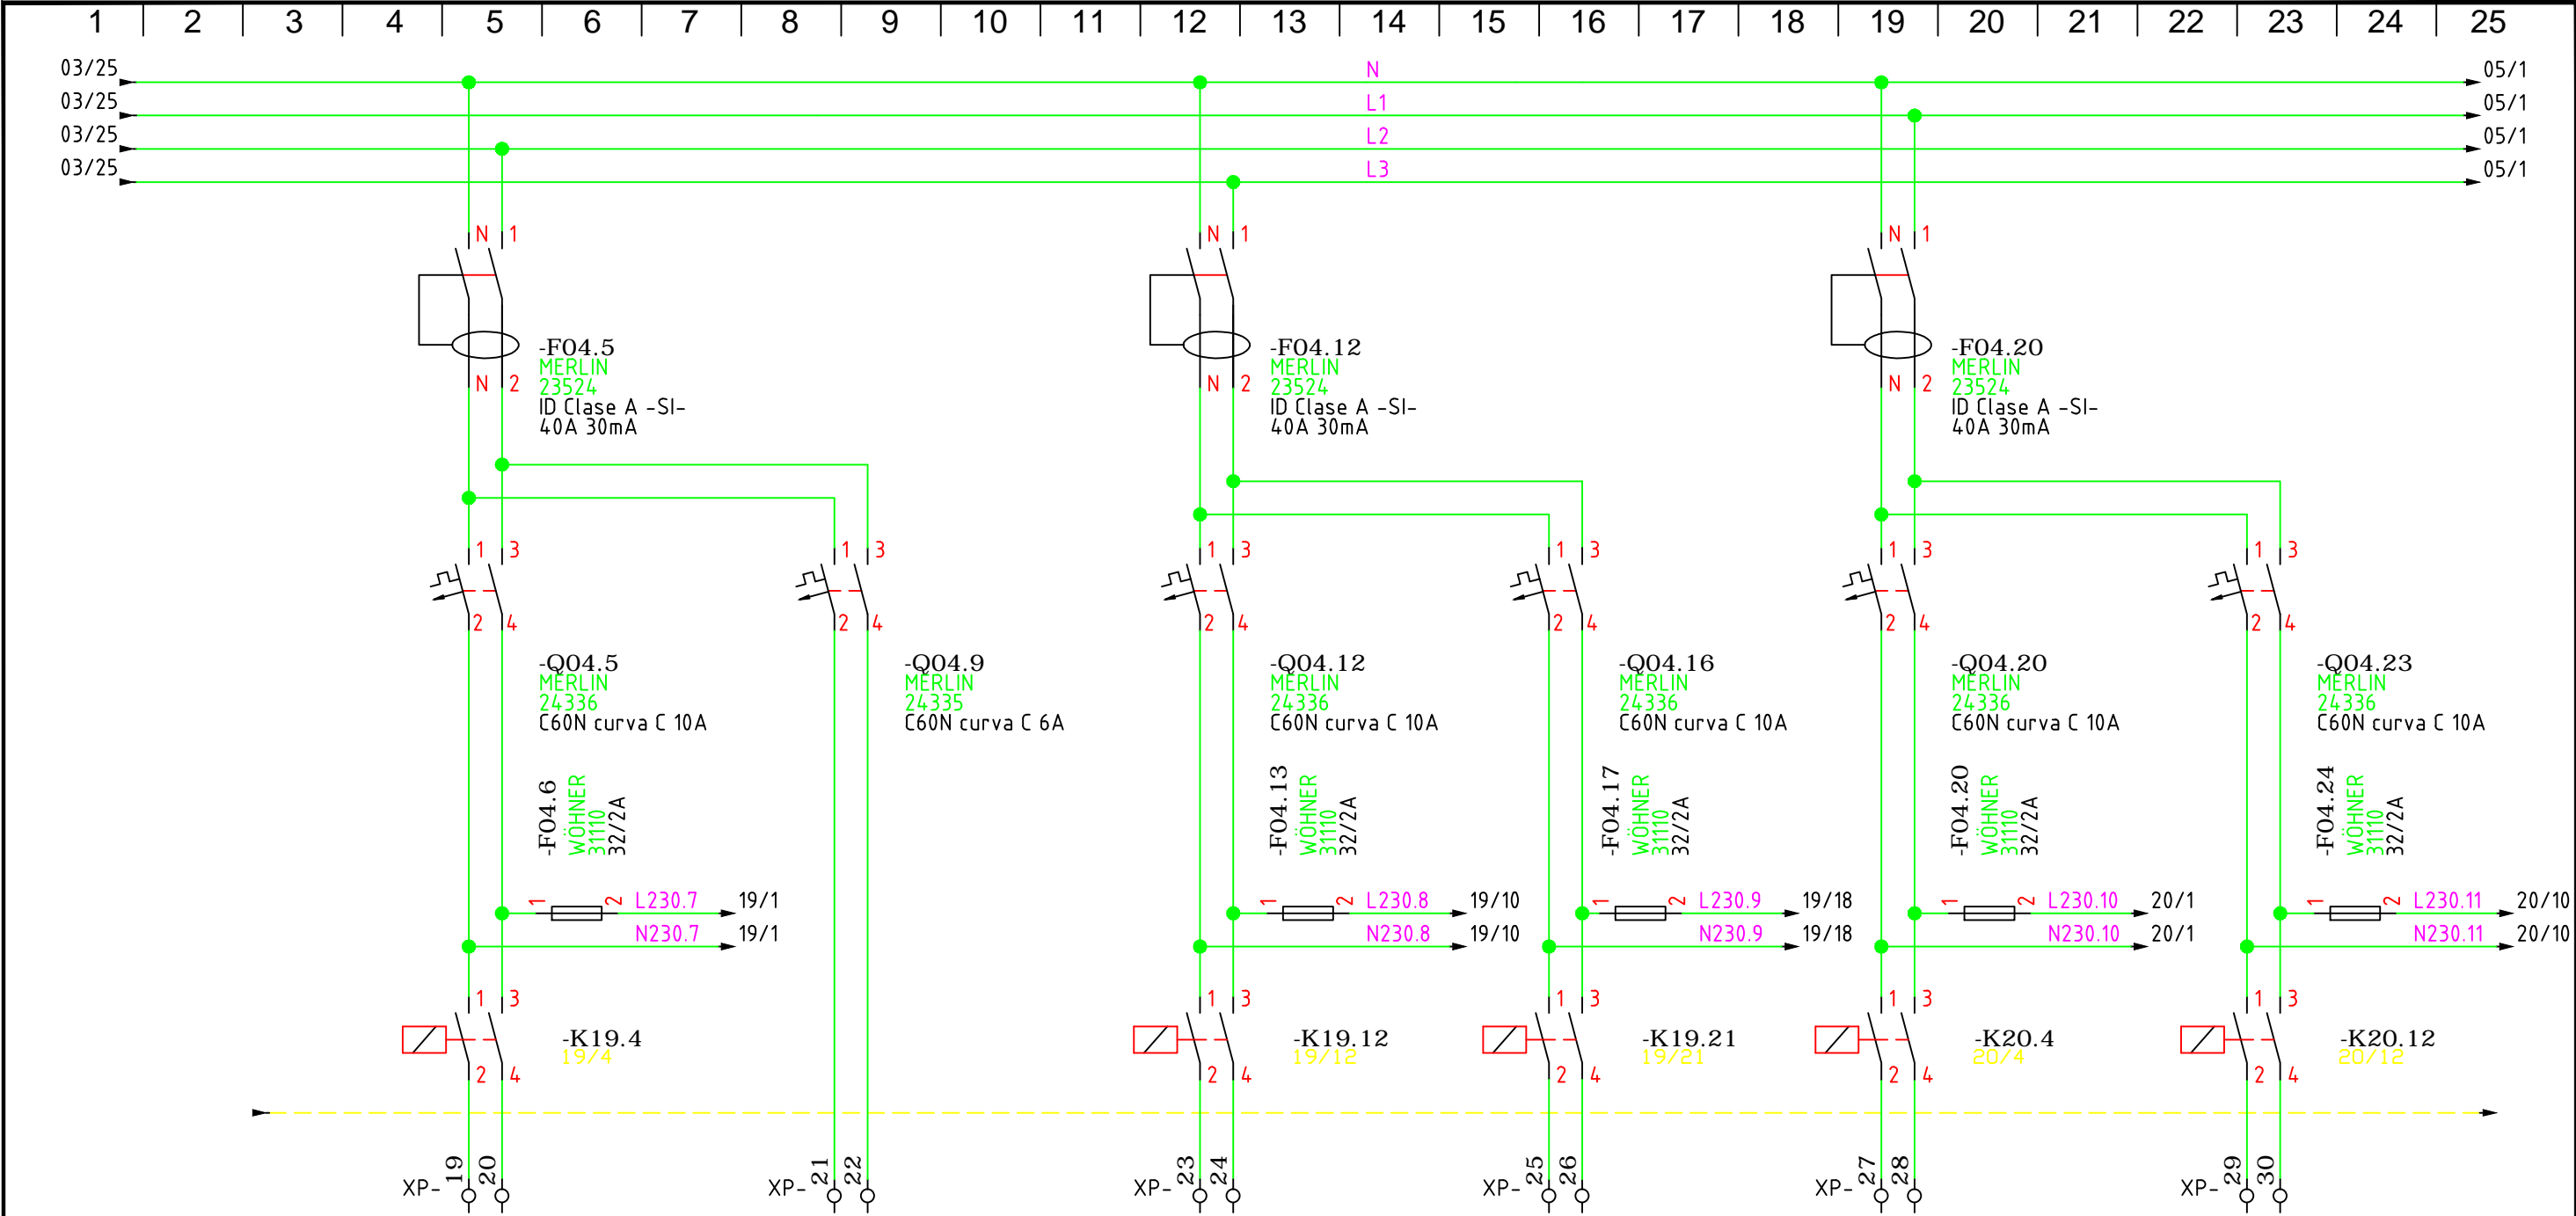 1 2 3 4 5 6 7 8 9 10 11 12 13 14 15 16 17 18 19 20 21 22 23 24 25
03/25 N 05/1
03/25 L1 05/1
03/25 L2 05/1
03/25 L3 05/1
N 1 N 1 N 1
-F04.5 -F04.12 -F04.20
MERLIN MERLIN MERLIN
N 2 23524 N 2 23524 N 2 23524
ID Clase A -SI- ID Clase A -SI- ID Clase A -SI-
40A 30mA 40A 30mA 40A 30mA
1 3 1 3 1 3 1 3 1 3 1 3
2 4 2 4 2 4 2 4 2 4 2 4
-Q04.5 -Q04.9 -Q04.12 -Q04.16 -Q04.20 -Q04.23
MERLIN MERLIN MERLIN MERLIN MERLIN MERLIN
24336 24335 24336 24336 24336 24336
C60N curva C 10A C60N curva C 6A C60N curva C 10A C60N curva C 10A C60N curva C 10A C60N curva C 10A
-F04.6
WÖHNER
31110
32/2A
-F04.13
WÖHNER
31110
32/2A
-F04.17
WÖHNER
31110
32/2A
-F04.20
WÖHNER
31110
32/2A
-F04.24
WÖHNER
31110
32/2A
1 2 L230.7 19/1 1 2 L230.8 19/10 1 2 L230.9 19/18 1 2 L230.10 20/1 1 2 L230.11 20/10
N230.7 19/1 N230.8 19/10 N230.9 19/18 N230.10 20/1 N230.11 20/10
1 3 1 3 1 3 1 3 1 3
-K19.4 -K19.12 -K19.21 -K20.4 -K20.12
19/4 19/12 19/21 20/4 20/12
2 4 2 4 2 4 2 4 2 4
XP- 19 20 XP- 21 22 XP- 23 24 XP- 25 26 XP- 27 28 XP- 29 30